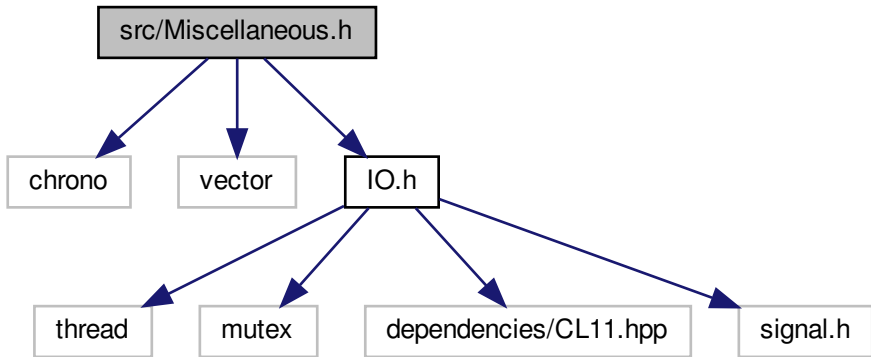 src/Miscellaneous.h
chrono
vector
IO.h
thread
mutex
dependencies/CL11.hpp
signal.h